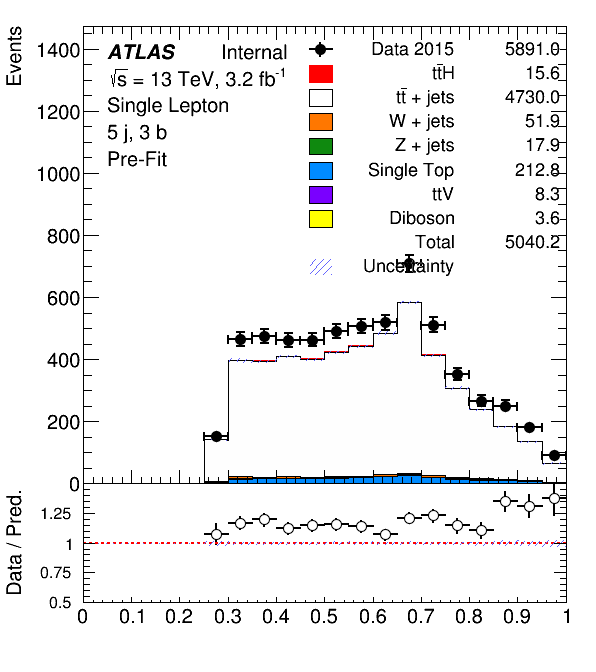 Events
1400
1200
1000
800
600
400
200
0
ATLAS Internal
√s = 13 TeV, 3.2 fb⁻¹
Single Lepton
5 j, 3 b
Pre-Fit
Data 2015 5891.0
tt̄H 15.6
tt̄ + jets 4730.0
W + jets 51.9
Z + jets 17.9
Single Top 212.8
ttV 8.3
Diboson 3.6
Total 5040.2
Uncertainty
Data / Pred.
1.25
1
0.75
0.5
0 0.1 0.2 0.3 0.4 0.5 0.6 0.7 0.8 0.9 1